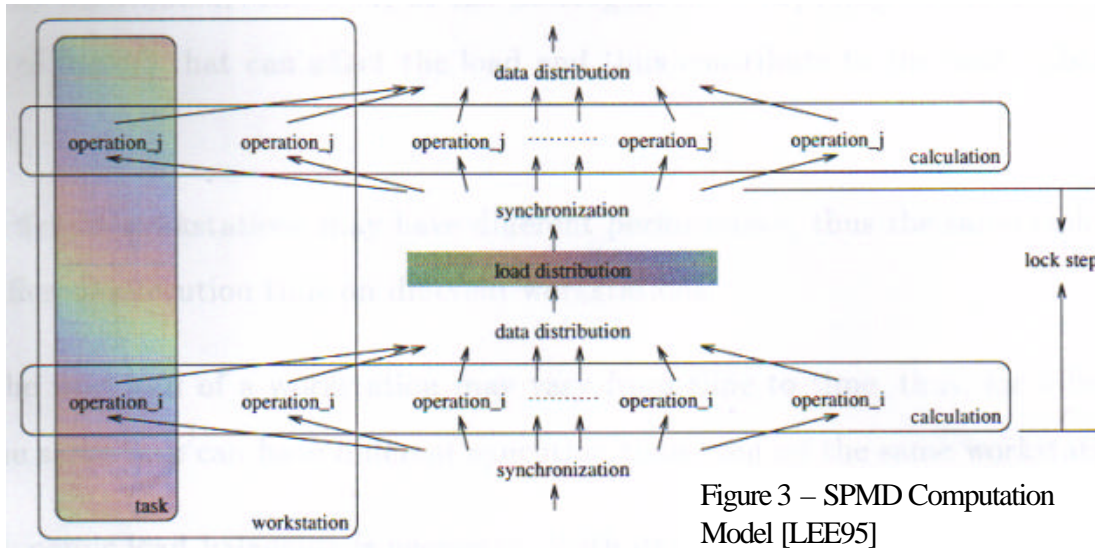 data distribution
operation_j operation_j operation_j ......... operation_j operation_j
calculation
synchronization
load distribution
lock step
data distribution
operation_i operation_i operation_i ......... operation_i operation_i
calculation
synchronization
task
workstation
Figure 3 – SPMD Computation
Model [LEE95]